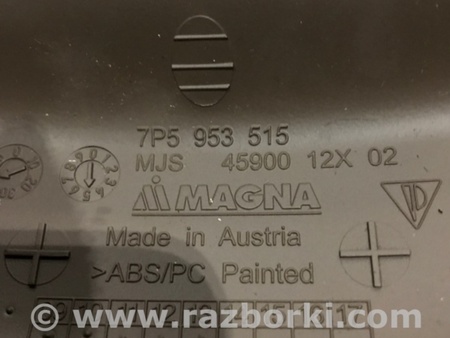 7P5 953 515
MJS 45900 12X 02
MAGNA
Made in Austria
>ABS/PC Painted
www.razborki.com